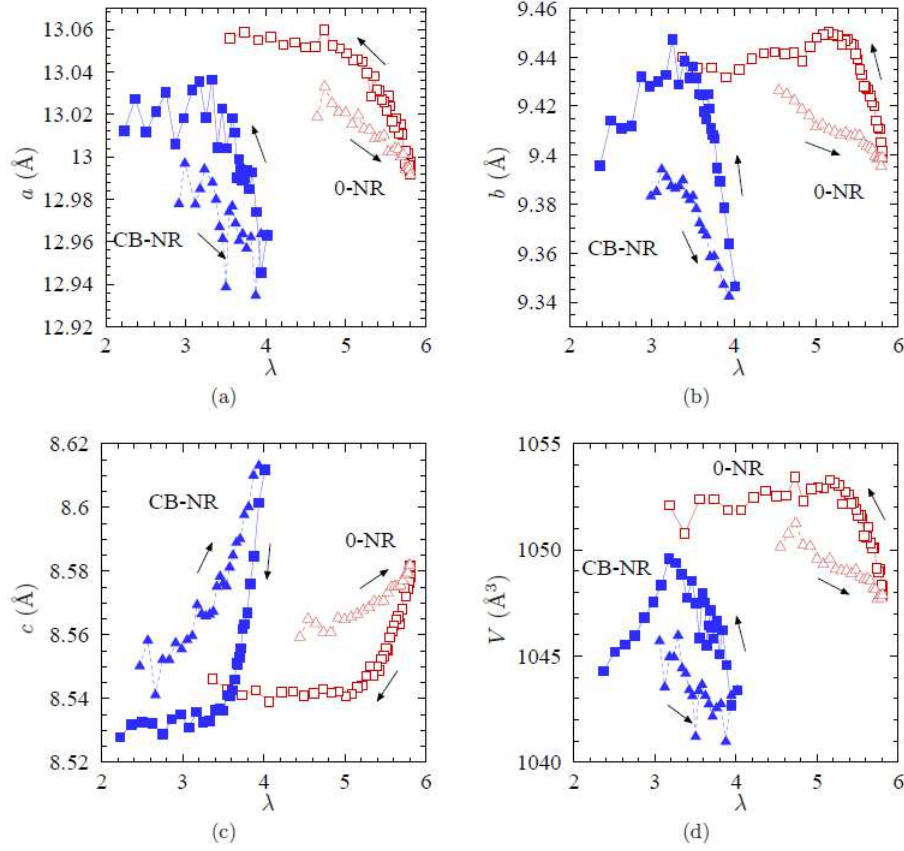 13.06
13.04
13.02
13
12.98
12.96
12.94
12.92
a (Å)
CB-NR
0-NR
2 3 4 5 6
λ
(a)
9.46
9.44
9.42
9.4
9.38
9.36
9.34
b (Å)
CB-NR
0-NR
2 3 4 5 6
λ
(b)
8.62
8.6
8.58
8.56
8.54
8.52
c (Å)
CB-NR
0-NR
2 3 4 5 6
λ
(c)
1055
1050
1045
1040
V (Å³)
0-NR
CB-NR
2 3 4 5 6
λ
(d)